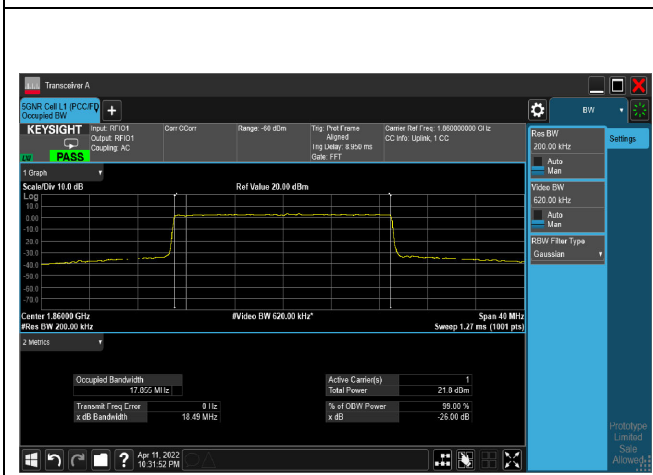 Transceiver A
5GNR Cell L1 (PCC/FD
Occupied BW
BW
KEYSIGHT
Input: RFIO1
Output: RFIO1
Coupling: AC
Corr CCorr
Range: -60 dBm
Trig: Pref Frame
Aligned
Trig Delay: 8.950 ms
Gate: FFT
Carrier Ref Freq: 1.860000000 GHz
CC Info: Uplink, 1 CC
PASS
Res BW
200.00 kHz
Auto
Man
Settings
Video BW
620.00 kHz
Auto
Man
RBW Filter Type
Gaussian
1 Graph
Scale/Div 10.0 dB
Ref Value 20.00 dBm
Log
10.0
0.00
-10.0
-20.0
-30.0
-40.0
-50.0
-60.0
-70.0
Center 1.86000 GHz
#Video BW 620.00 kHz*
Span 40 MHz
#Res BW 200.00 kHz
Sweep 1.27 ms (1001 pts)
2 Metrics
Occupied Bandwidth
17.855 MHz
Active Carrier(s) 1
Total Power 21.8 dBm
Transmit Freq Error 0 Hz
x dB Bandwidth 18.49 MHz
% of OBW Power 99.00 %
x dB -26.00 dB
Prototype
Limited
Sale
Allowed
Apr 11, 2022
10:31:52 PM